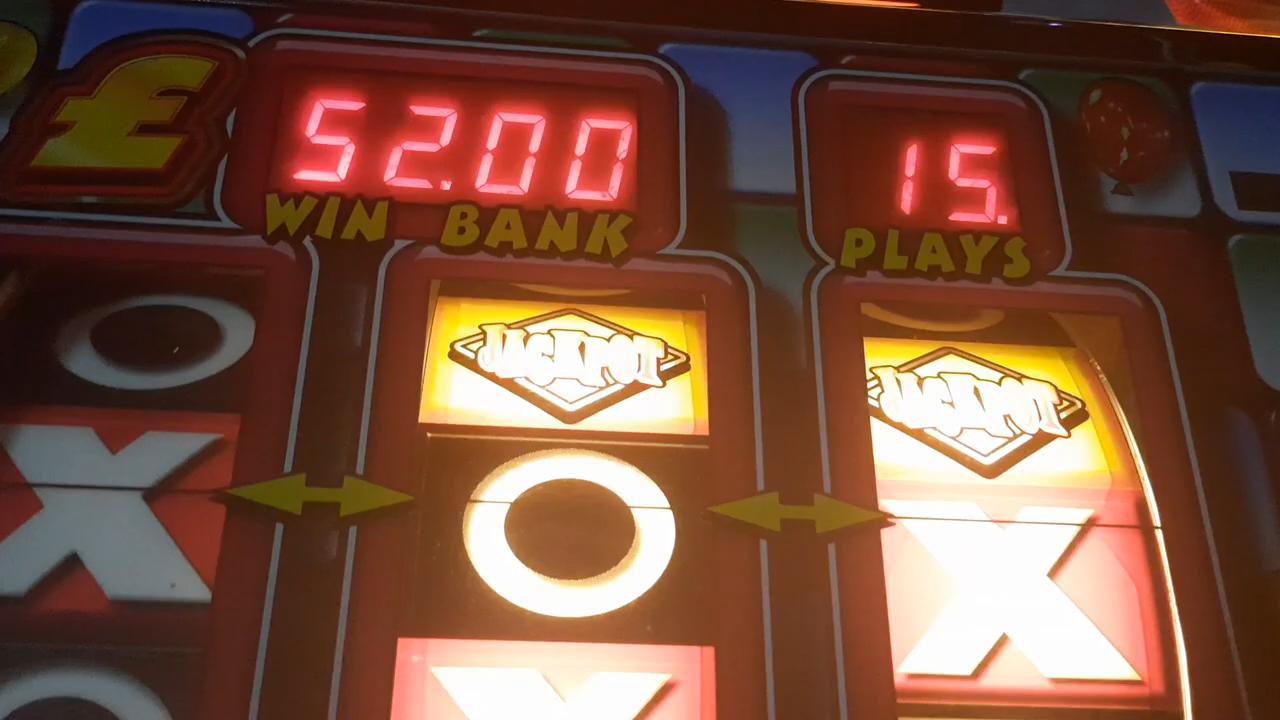 £ 52.00 15.
WIN BANK PLAYS
JACKPOT JACKPOT
O
X O X
O X